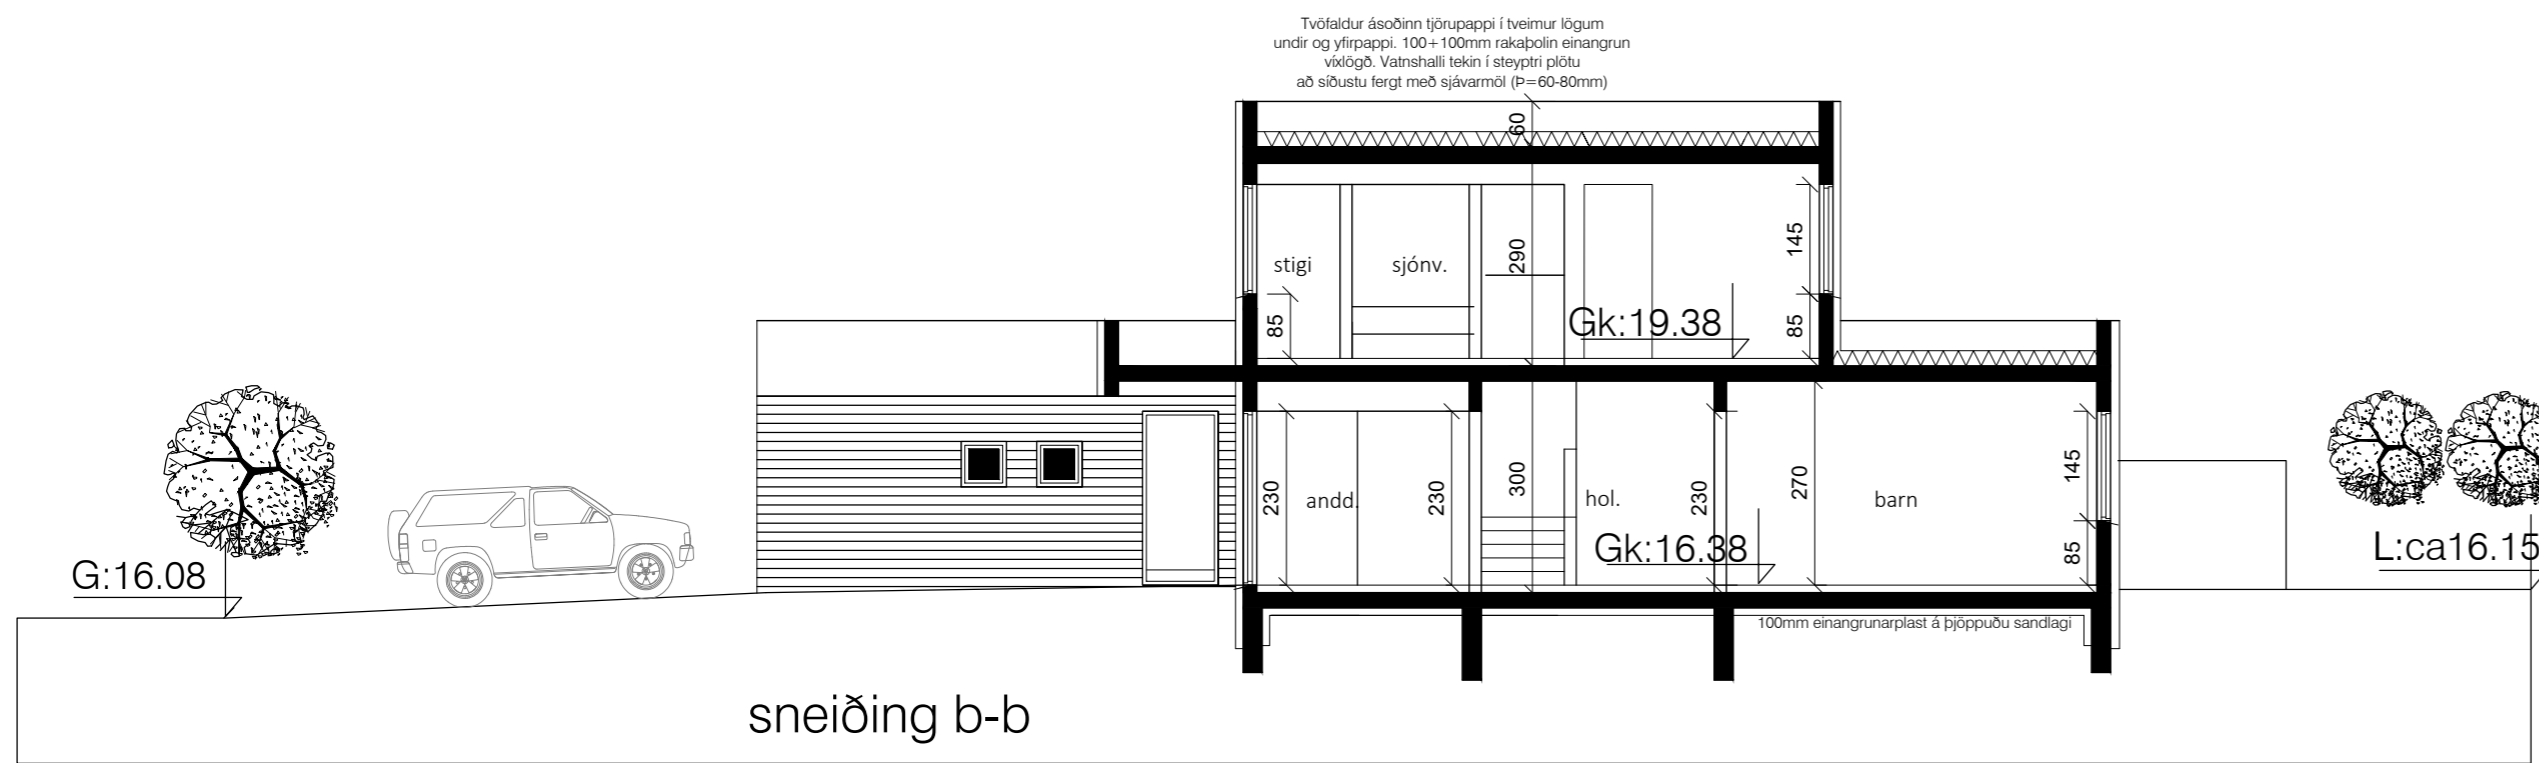 Tvöfaldur ásoðinn tjörupappi í tveimur lögum
undir og yfirpappi. 100+100mm rakaþolin einangrun
víxlögð. Vatnshalli tekin í steyptri plötu
að síðustu fergt með sjávarmöl (Þ=60-80mm)
60
145
290
stigi
sjónv.
85
Gk:19.38
85
230
andd.
230
300
hol.
230
270
barn
145
Gk:16.38
85
G:16.08
L:ca16.15
100mm einangrunarplast á þjöppuðu sandlagi
sneiðing b-b